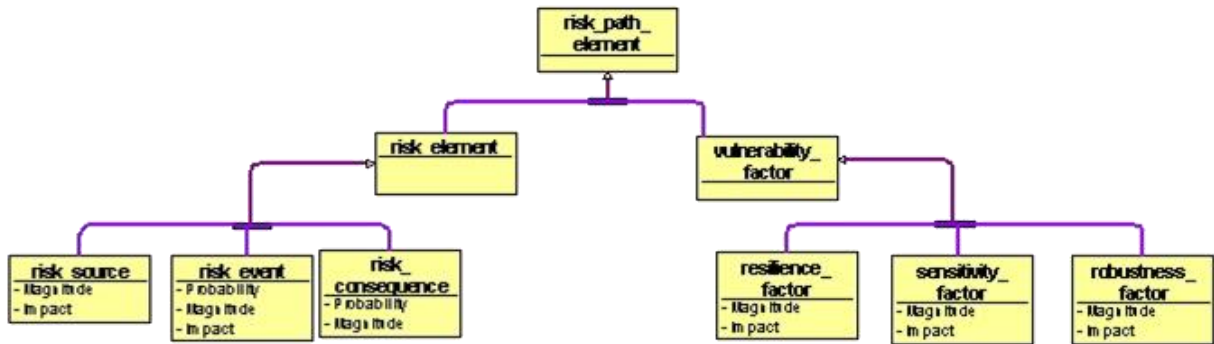 risk_path_
element
risk_element
vulnerability_
factor
risk_source
- Magnitude
- Impact
risk_event
- Probability
- Magnitude
- Impact
risk_
consequence
- Probability
- Magnitude
resilience_
factor
- Magnitude
- Impact
sensitivity_
factor
- Magnitude
- Impact
robustness_
factor
- Magnitude
- Impact